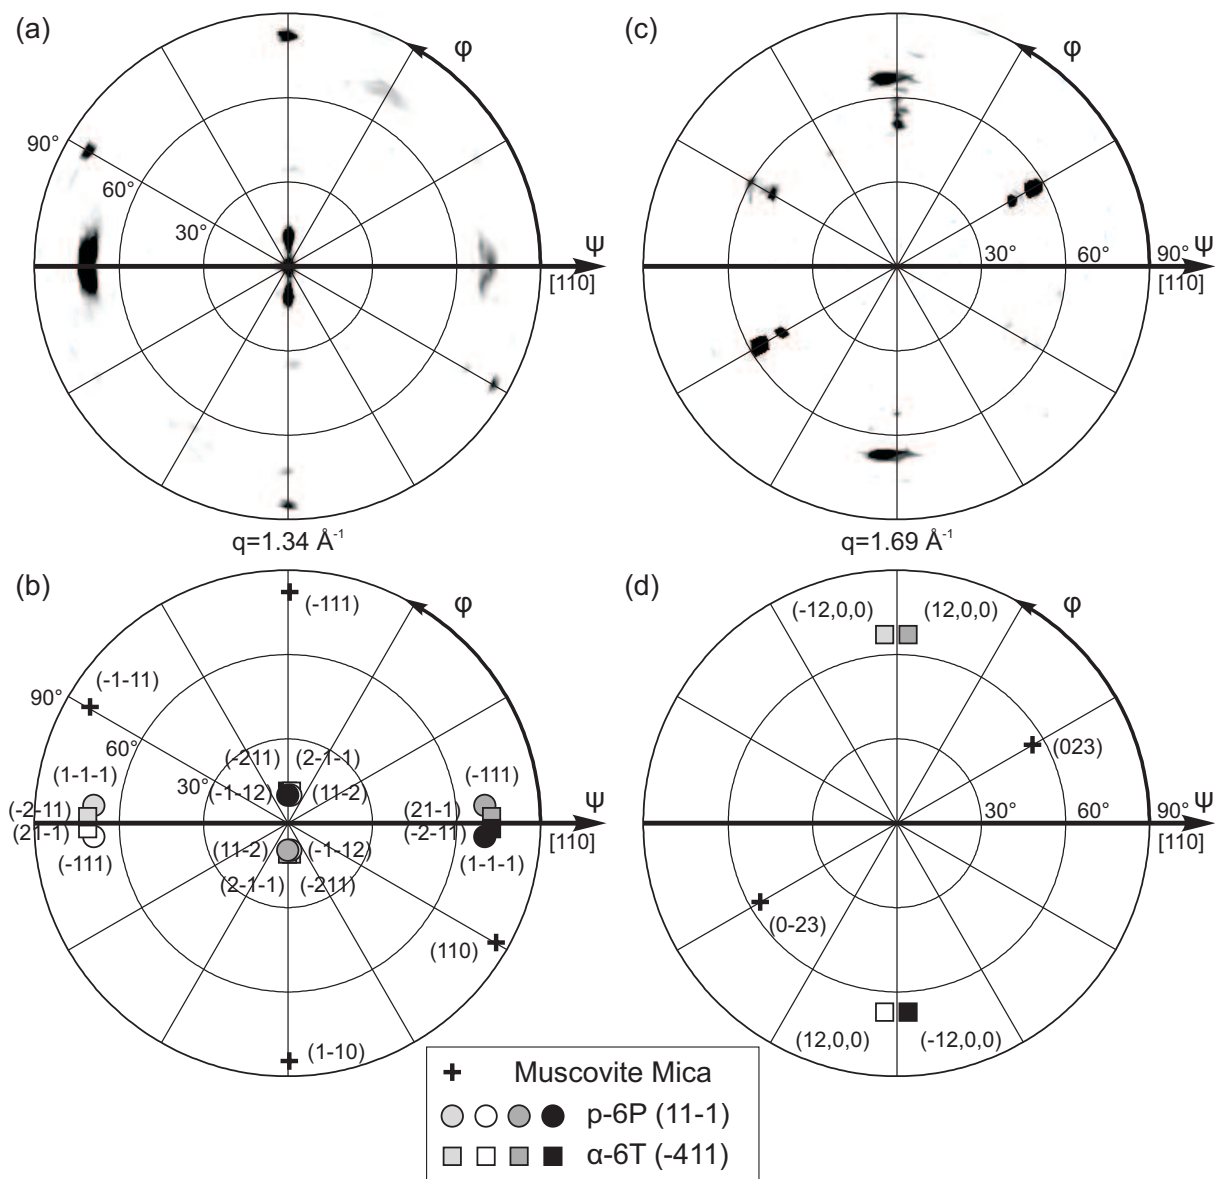 (a)
φ
90°
60°
30°
ψ
[110]
q=1.34 Å⁻¹
(c)
φ
30°
60°
90°
ψ
[110]
q=1.69 Å⁻¹
(b)
(-111)
φ
(-1-11)
90°
60°
30°
(1-1-1)
(-2-11)
(21-1)
(-111)
(-211)
(2-1-1)
(-1-12)
(11-2)
(11-2)
(-1-12)
(2-1-1)
(-211)
(-111)
(21-1)
(-2-11)
(1-1-1)
ψ
[110]
(110)
(1-10)
(d)
(-12,0,0)
(12,0,0)
φ
(023)
30°
60°
90°
ψ
[110]
(0-23)
(12,0,0)
(-12,0,0)
Muscovite Mica
p-6P (11-1)
α-6T (-411)